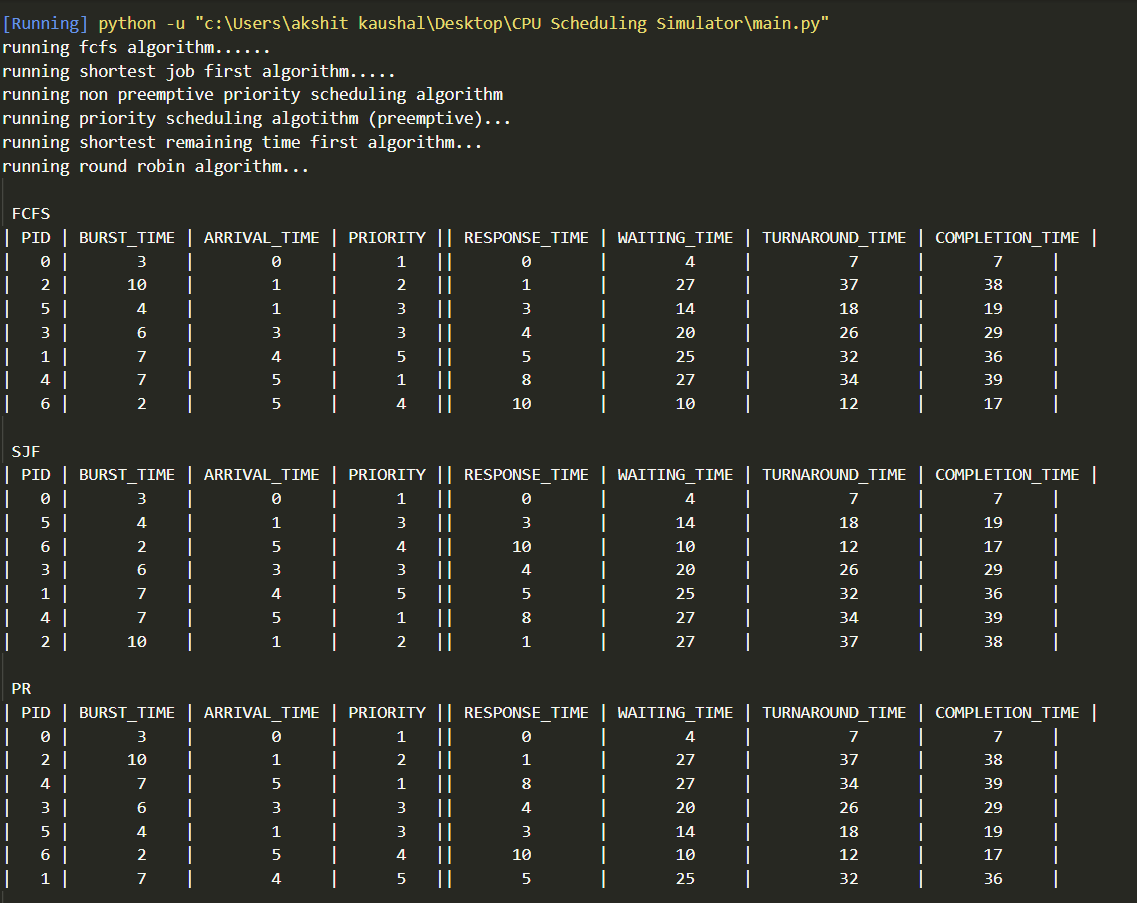 [Running] python -u "c:\Users\akshit kaushal\Desktop\CPU Scheduling Simulator\main.py"
running fcfs algorithm......
running shortest job first algorithm.....
running non preemptive priority scheduling algorithm
running priority scheduling algotithm (preemptive)...
running shortest remaining time first algorithm...
running round robin algorithm...
FCFS
| PID | BURST_TIME | ARRIVAL_TIME | PRIORITY || RESPONSE_TIME | WAITING_TIME | TURNAROUND_TIME | COMPLETION_TIME |
| 0 | 3 | 0 | 1 || 0 | 4 | 7 | 7 |
| 2 | 10 | 1 | 2 || 1 | 27 | 37 | 38 |
| 5 | 4 | 1 | 3 || 3 | 14 | 18 | 19 |
| 3 | 6 | 3 | 3 || 4 | 20 | 26 | 29 |
| 1 | 7 | 4 | 5 || 5 | 25 | 32 | 36 |
| 4 | 7 | 5 | 1 || 8 | 27 | 34 | 39 |
| 6 | 2 | 5 | 4 || 10 | 10 | 12 | 17 |
SJF
| PID | BURST_TIME | ARRIVAL_TIME | PRIORITY || RESPONSE_TIME | WAITING_TIME | TURNAROUND_TIME | COMPLETION_TIME |
| 0 | 3 | 0 | 1 || 0 | 4 | 7 | 7 |
| 5 | 4 | 1 | 3 || 3 | 14 | 18 | 19 |
| 6 | 2 | 5 | 4 || 10 | 10 | 12 | 17 |
| 3 | 6 | 3 | 3 || 4 | 20 | 26 | 29 |
| 1 | 7 | 4 | 5 || 5 | 25 | 32 | 36 |
| 4 | 7 | 5 | 1 || 8 | 27 | 34 | 39 |
| 2 | 10 | 1 | 2 || 1 | 27 | 37 | 38 |
PR
| PID | BURST_TIME | ARRIVAL_TIME | PRIORITY || RESPONSE_TIME | WAITING_TIME | TURNAROUND_TIME | COMPLETION_TIME |
| 0 | 3 | 0 | 1 || 0 | 4 | 7 | 7 |
| 2 | 10 | 1 | 2 || 1 | 27 | 37 | 38 |
| 4 | 7 | 5 | 1 || 8 | 27 | 34 | 39 |
| 3 | 6 | 3 | 3 || 4 | 20 | 26 | 29 |
| 5 | 4 | 1 | 3 || 3 | 14 | 18 | 19 |
| 6 | 2 | 5 | 4 || 10 | 10 | 12 | 17 |
| 1 | 7 | 4 | 5 || 5 | 25 | 32 | 36 |